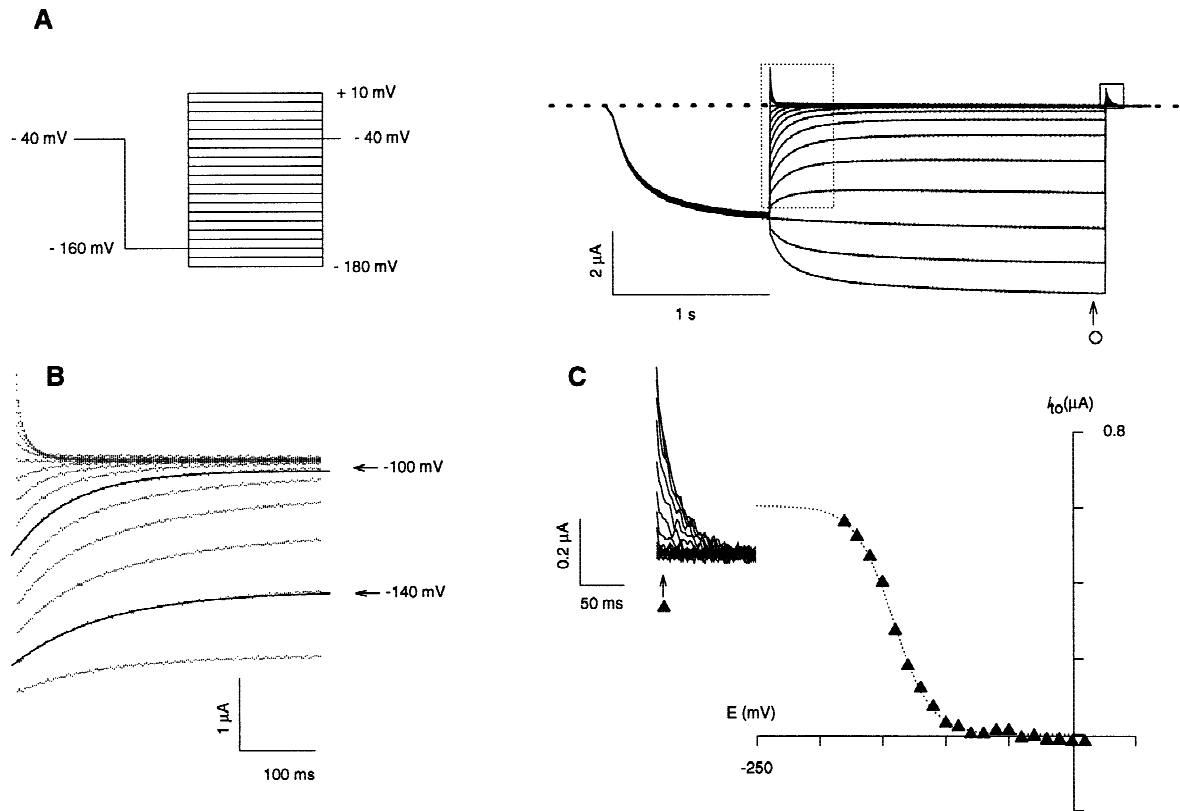 A
+ 10 mV
- 40 mV
- 40 mV
- 160 mV
- 180 mV
2 µA
1 s
B
-100 mV
-140 mV
1 µA
100 ms
C
Ito(µA)
0.8
0.2 µA
50 ms
E (mV)
-250